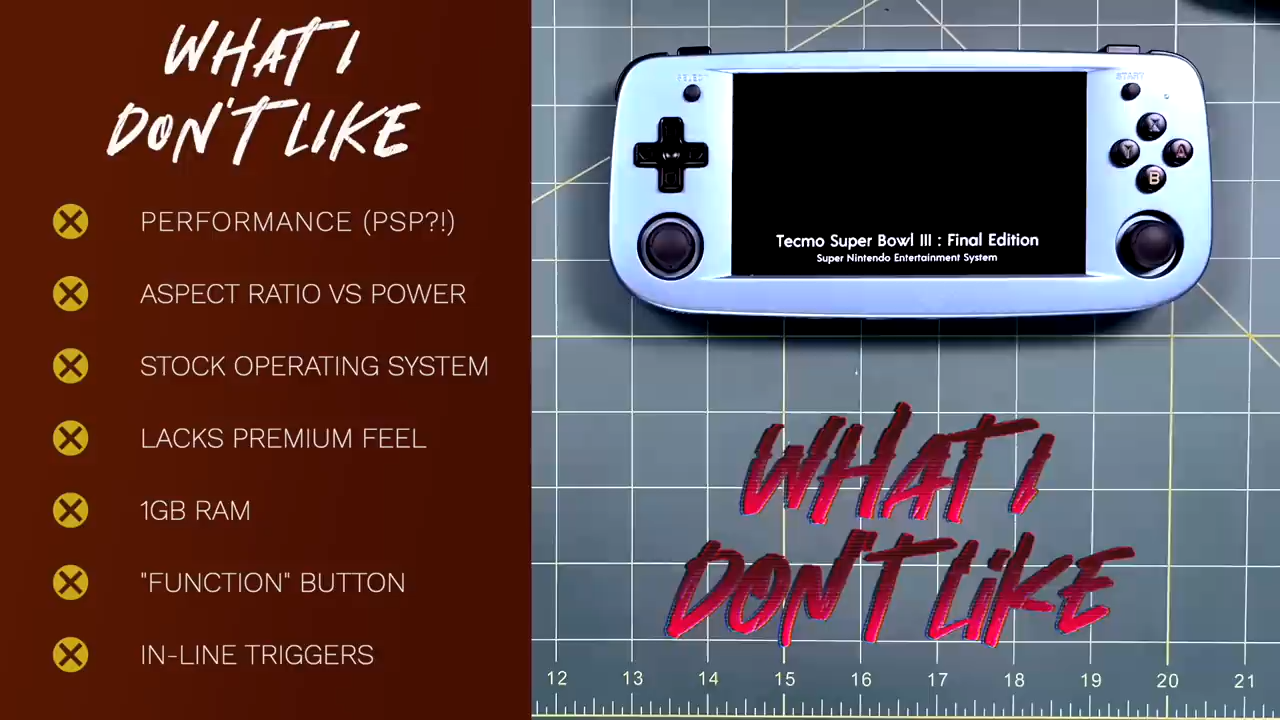 WHAT I
DON'T LIKE
PERFORMANCE (PSP?!)
ASPECT RATIO VS POWER
STOCK OPERATING SYSTEM
LACKS PREMIUM FEEL
1GB RAM
"FUNCTION" BUTTON
IN-LINE TRIGGERS
SELECT
START
X
Y
A
B
Tecmo Super Bowl III : Final Edition
Super Nintendo Entertainment System
WHAT I
DON'T LIKE
12 13 14 15 16 17 18 19 20 21